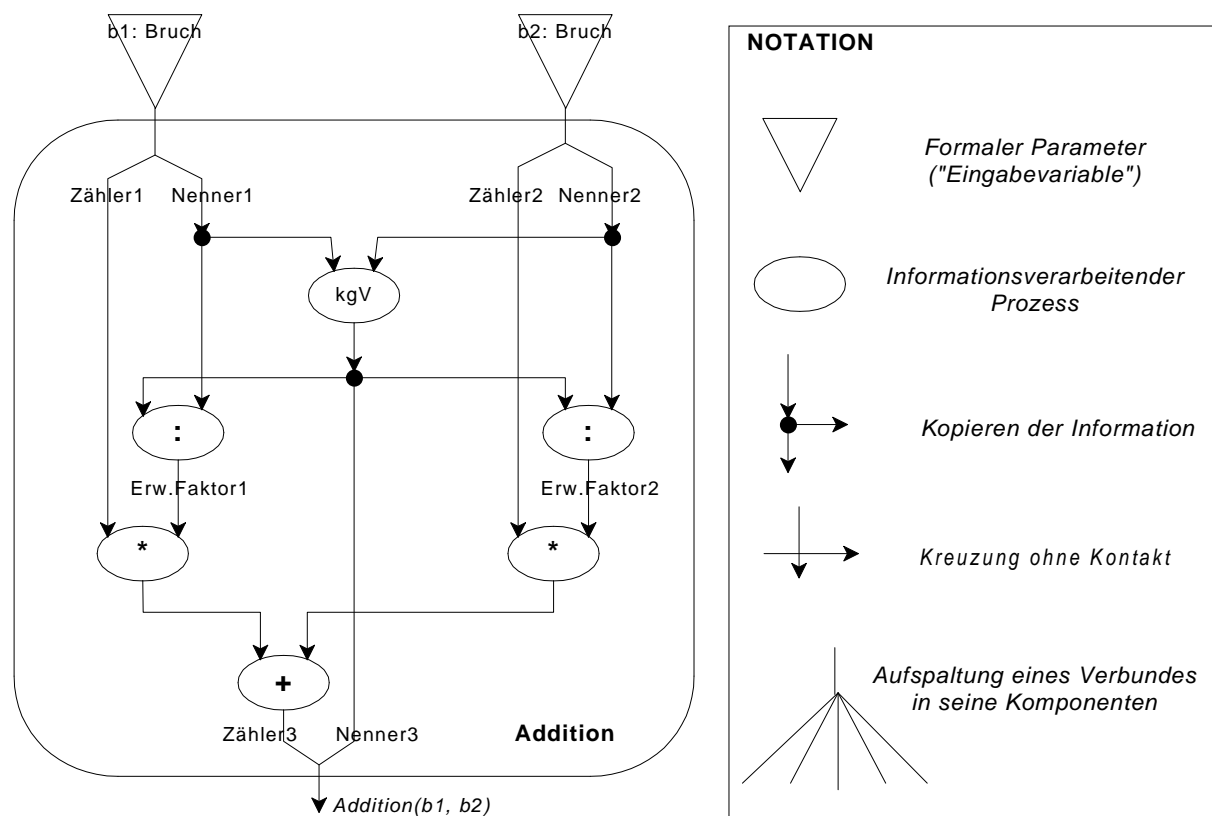 b1: Bruch
b2: Bruch
Zähler1
Nenner1
Zähler2
Nenner2
kgV
:
:
Erw.Faktor1
Erw.Faktor2
*
*
+
Zähler3
Nenner3
Addition
Addition(b1, b2)
NOTATION
Formaler Parameter
("Eingabevariable")
Informationsverarbeitender
Prozess
Kopieren der Information
Kreuzung ohne Kontakt
Aufspaltung eines Verbundes
in seine Komponenten